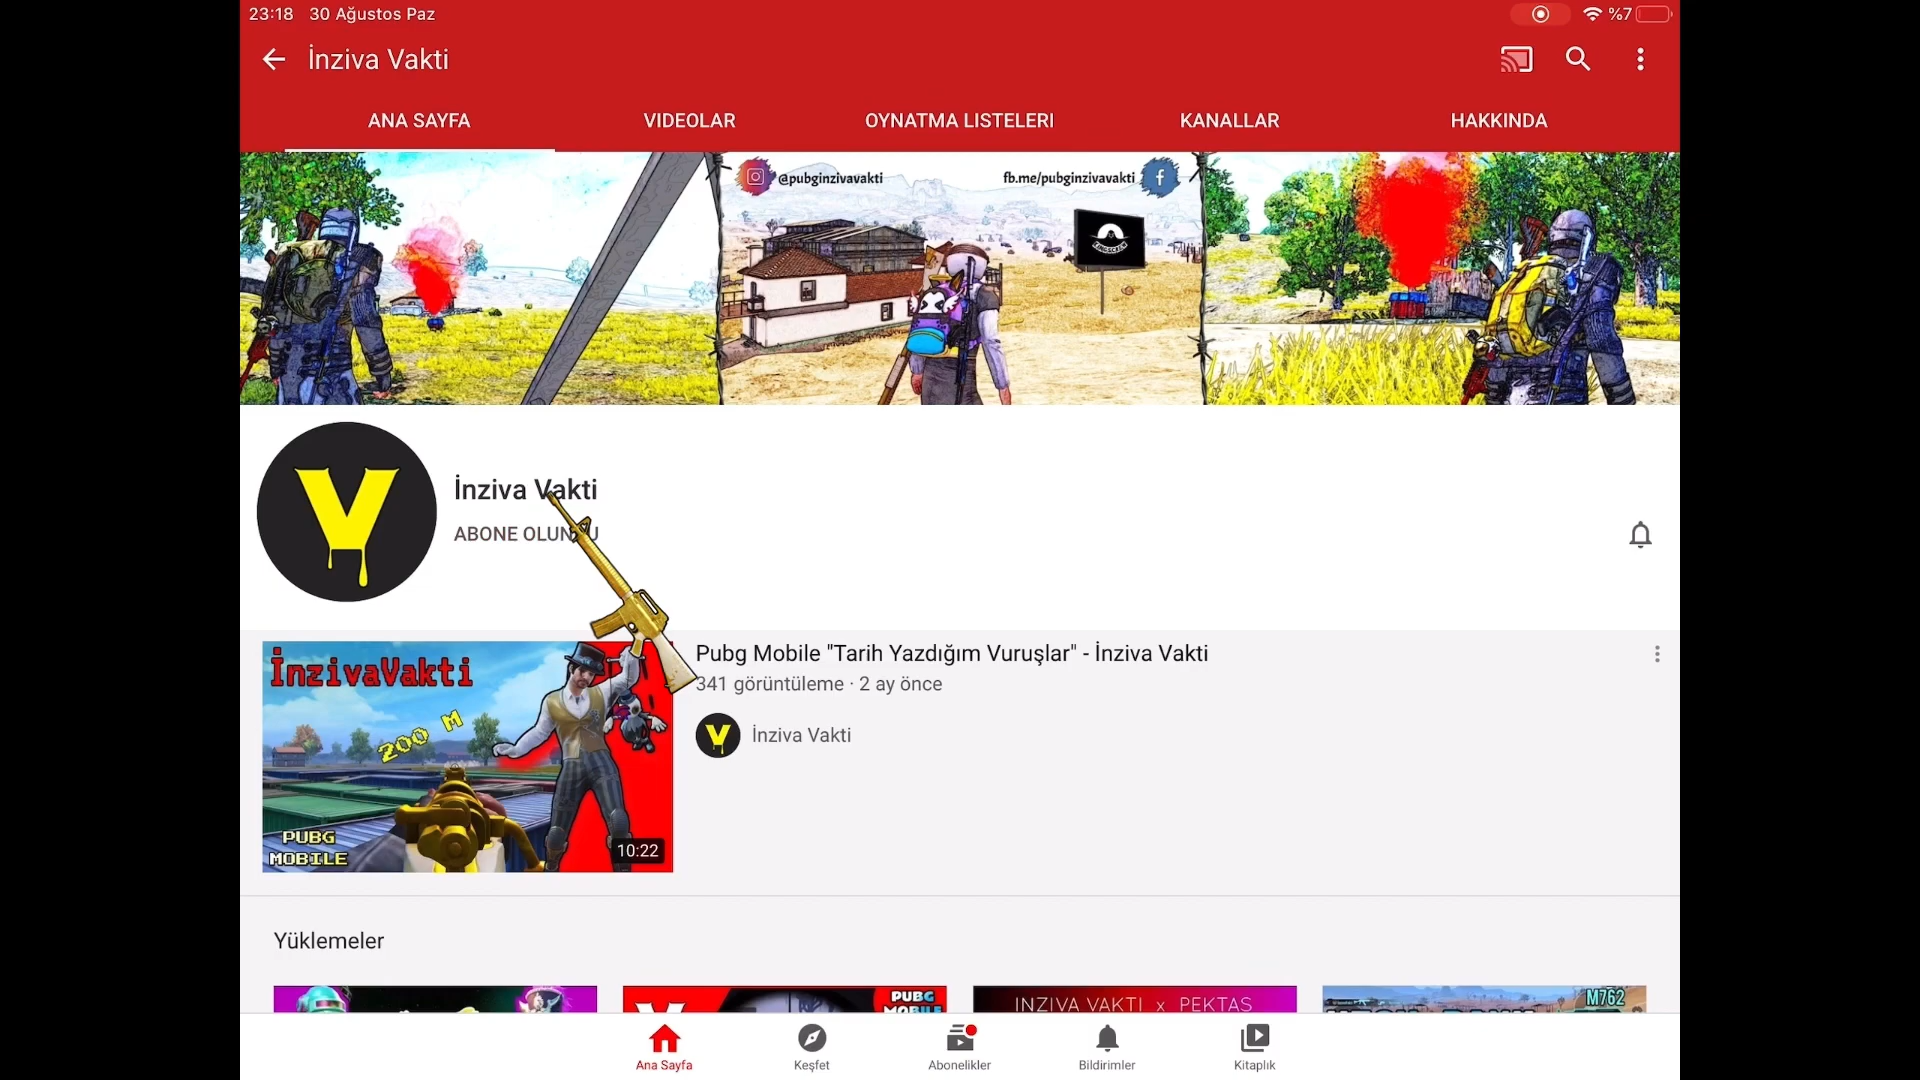 23:18 30 Ağustos Paz
%7
İnziva Vakti
ANA SAYFA
VIDEOLAR
OYNATMA LISTELERI
KANALLAR
HAKKINDA
@pubginzivavakti
fb.me/pubginzivavakti
V
İnziva Vakti
ABONE OLUNDU
İnzivaVakti
200 M
PUBG
MOBILE
10:22
Pubg Mobile "Tarih Yazdığım Vuruşlar" - İnziva Vakti
341 görüntüleme · 2 ay önce
V
İnziva Vakti
Yüklemeler
PUBG
MOBILE
INZIVA VAKTI x PEKTAS
M762
Ana Sayfa
Keşfet
Abonelikler
Bildirimler
Kitaplık